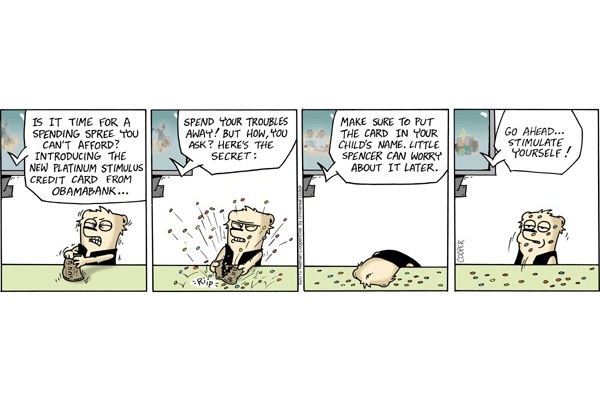 IS IT TIME FOR A
SPENDING SPREE YOU
CAN'T AFFORD?
INTRODUCING THE
NEW PLATINUM STIMULUS
CREDIT CARD FROM
OBAMABANK...
SPEND YOUR TROUBLES
AWAY! BUT HOW, YOU
ASK? HERE'S THE
SECRET:
RIIP
MAKE SURE TO PUT
THE CARD IN YOUR
CHILD'S NAME. LITTLE
SPENCER CAN WORRY
ABOUT IT LATER.
GO AHEAD...
STIMULATE
YOURSELF!
COOPER